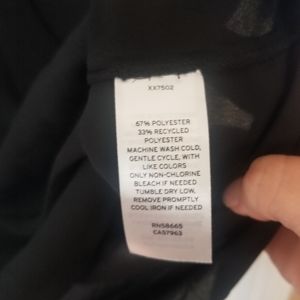 XX7502
67% POLYESTER
33% RECYCLED
POLYESTER
MACHINE WASH COLD,
GENTLE CYCLE, WITH
LIKE COLORS
ONLY NON-CHLORINE
BLEACH IF NEEDED
TUMBLE DRY LOW,
REMOVE PROMPTLY
COOL IRON IF NEEDED
RN58665
CA57963